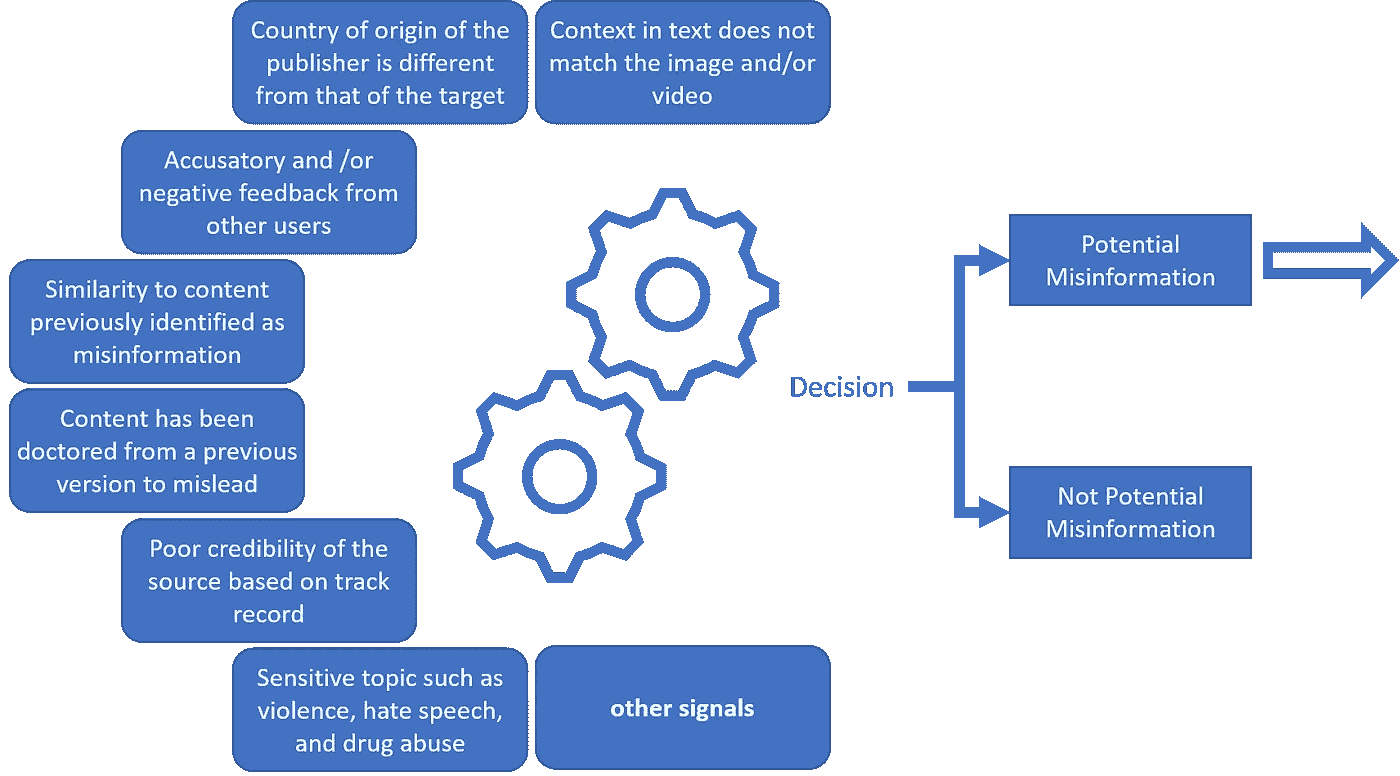 Country of origin of the
publisher is different
from that of the target
Context in text does not
match the image and/or
video
Accusatory and /or
negative feedback from
other users
Similarity to content
previously identified as
misinformation
Content has been
doctored from a previous
version to mislead
Poor credibility of the
source based on track
record
Sensitive topic such as
violence, hate speech,
and drug abuse
other signals
Decision
Potential
Misinformation
Not Potential
Misinformation